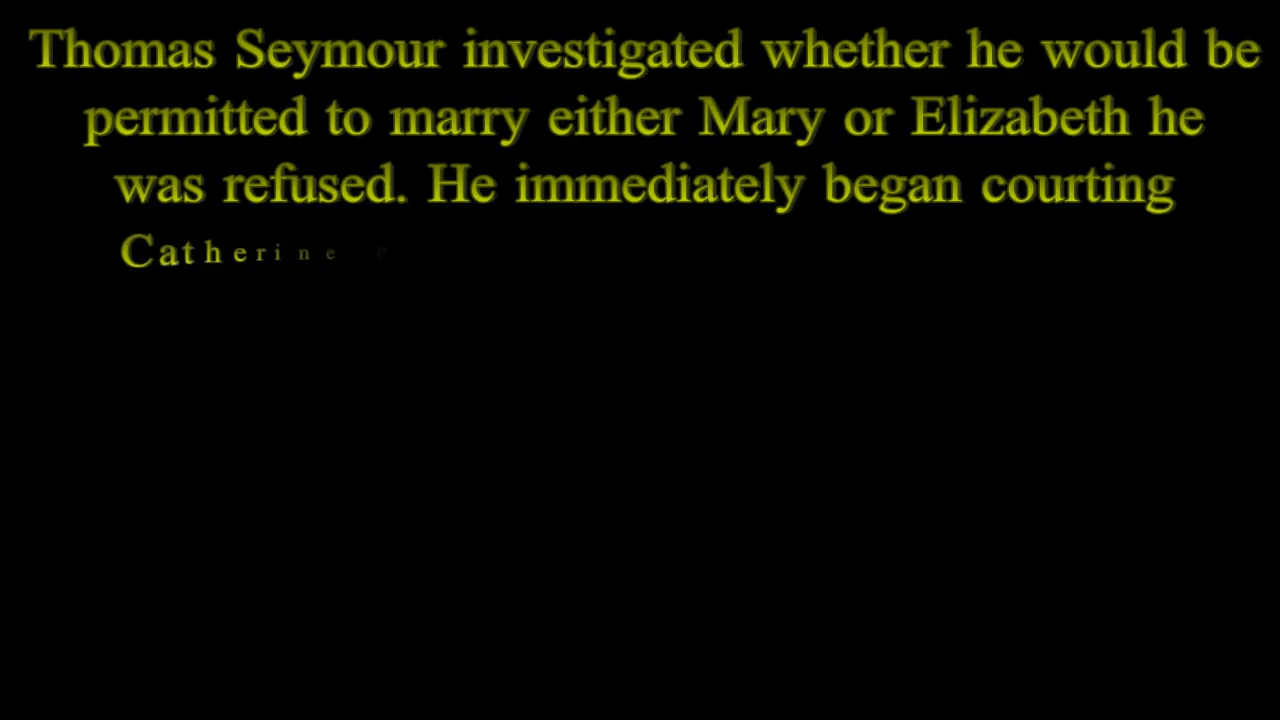 Thomas Seymour investigated whether he would be
permitted to marry either Mary or Elizabeth he
was refused. He immediately began courting
Catherine